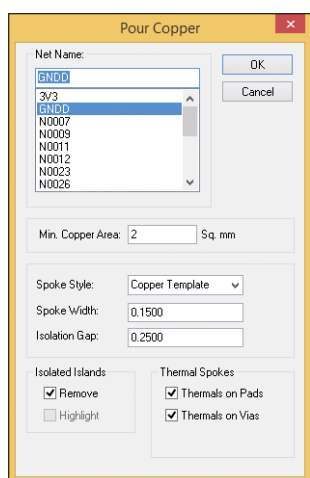 Pour Copper
×
Net Name:
GNDD
OK
Cancel
3V3
GNDD
N0007
N0009
N0011
N0012
N0023
N0026
Min. Copper Area: 2 Sq. mm
Spoke Style: Copper Template
Spoke Width: 0.1500
Isolation Gap: 0.2500
Isolated Islands
Remove
Highlight
Thermal Spokes
Thermals on Pads
Thermals on Vias